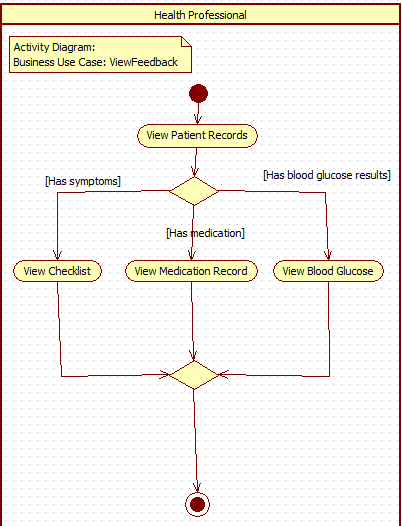 Health Professional
Activity Diagram:
Business Use Case: ViewFeedback
View Patient Records
[Has symptoms]
[Has blood glucose results]
[Has medication]
View Checklist
View Medication Record
View Blood Glucose